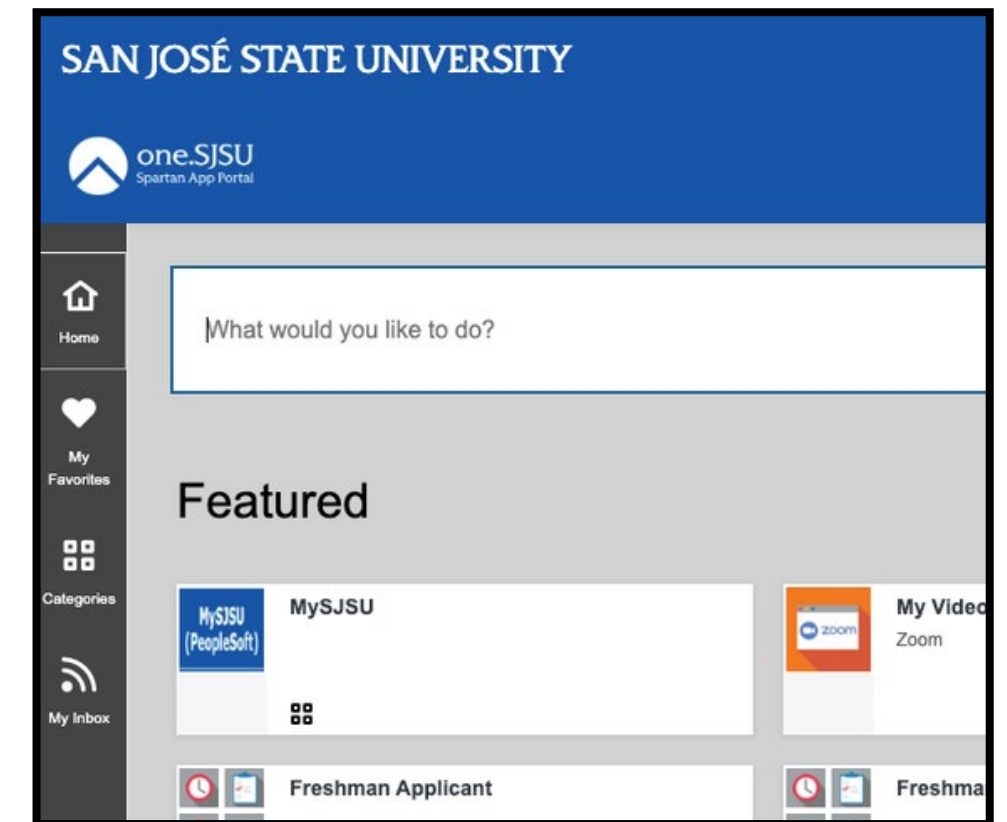 SAN JOSÉ STATE UNIVERSITY
one.SJSU
Spartan App Portal
Home
What would you like to do?
My
Favorites
Featured
Categories
MySJSU
(PeopleSoft)
MySJSU
zoom
My Video
Zoom
My Inbox
Freshman Applicant
Freshma